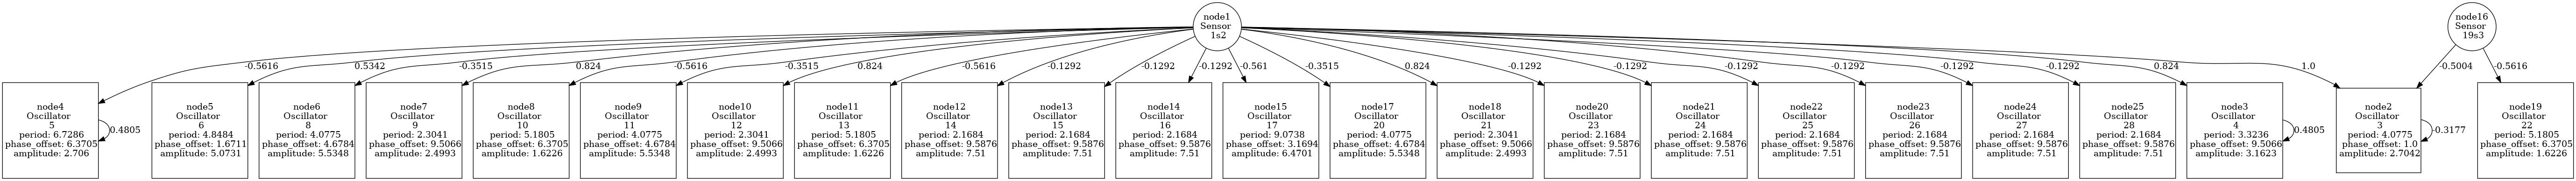 node1
Sensor
1s2
node16
Sensor
19s3
-0.5616
0.5342
-0.3515
0.824
-0.5616
-0.3515
0.824
-0.5616
-0.1292
-0.1292
-0.1292
-0.561
-0.3515
0.824
-0.1292
-0.1292
-0.1292
-0.1292
-0.1292
-0.1292
0.824
1.0
-0.5004
-0.5616
node4
Oscillator
5
period: 6.7286
phase_offset: 6.3705
amplitude: 2.706
0.4805
node5
Oscillator
6
period: 4.8484
phase_offset: 1.6711
amplitude: 5.0731
node6
Oscillator
8
period: 4.0775
phase_offset: 4.6784
amplitude: 5.5348
node7
Oscillator
9
period: 2.3041
phase_offset: 9.5066
amplitude: 2.4993
node8
Oscillator
10
period: 5.1805
phase_offset: 6.3705
amplitude: 1.6226
node9
Oscillator
11
period: 4.0775
phase_offset: 4.6784
amplitude: 5.5348
node10
Oscillator
12
period: 2.3041
phase_offset: 9.5066
amplitude: 2.4993
node11
Oscillator
13
period: 5.1805
phase_offset: 6.3705
amplitude: 1.6226
node12
Oscillator
14
period: 2.1684
phase_offset: 9.5876
amplitude: 7.51
node13
Oscillator
15
period: 2.1684
phase_offset: 9.5876
amplitude: 7.51
node14
Oscillator
16
period: 2.1684
phase_offset: 9.5876
amplitude: 7.51
node15
Oscillator
17
period: 9.0738
phase_offset: 3.1694
amplitude: 6.4701
node17
Oscillator
20
period: 4.0775
phase_offset: 4.6784
amplitude: 5.5348
node18
Oscillator
21
period: 2.3041
phase_offset: 9.5066
amplitude: 2.4993
node20
Oscillator
23
period: 2.1684
phase_offset: 9.5876
amplitude: 7.51
node21
Oscillator
24
period: 2.1684
phase_offset: 9.5876
amplitude: 7.51
node22
Oscillator
25
period: 2.1684
phase_offset: 9.5876
amplitude: 7.51
node23
Oscillator
26
period: 2.1684
phase_offset: 9.5876
amplitude: 7.51
node24
Oscillator
27
period: 2.1684
phase_offset: 9.5876
amplitude: 7.51
node25
Oscillator
28
period: 2.1684
phase_offset: 9.5876
amplitude: 7.51
node3
Oscillator
4
period: 3.3236
phase_offset: 9.5066
amplitude: 3.1623
0.4805
node2
Oscillator
3
period: 4.0775
phase_offset: 1.0
amplitude: 2.7042
-0.3177
node19
Oscillator
22
period: 5.1805
phase_offset: 6.3705
amplitude: 1.6226